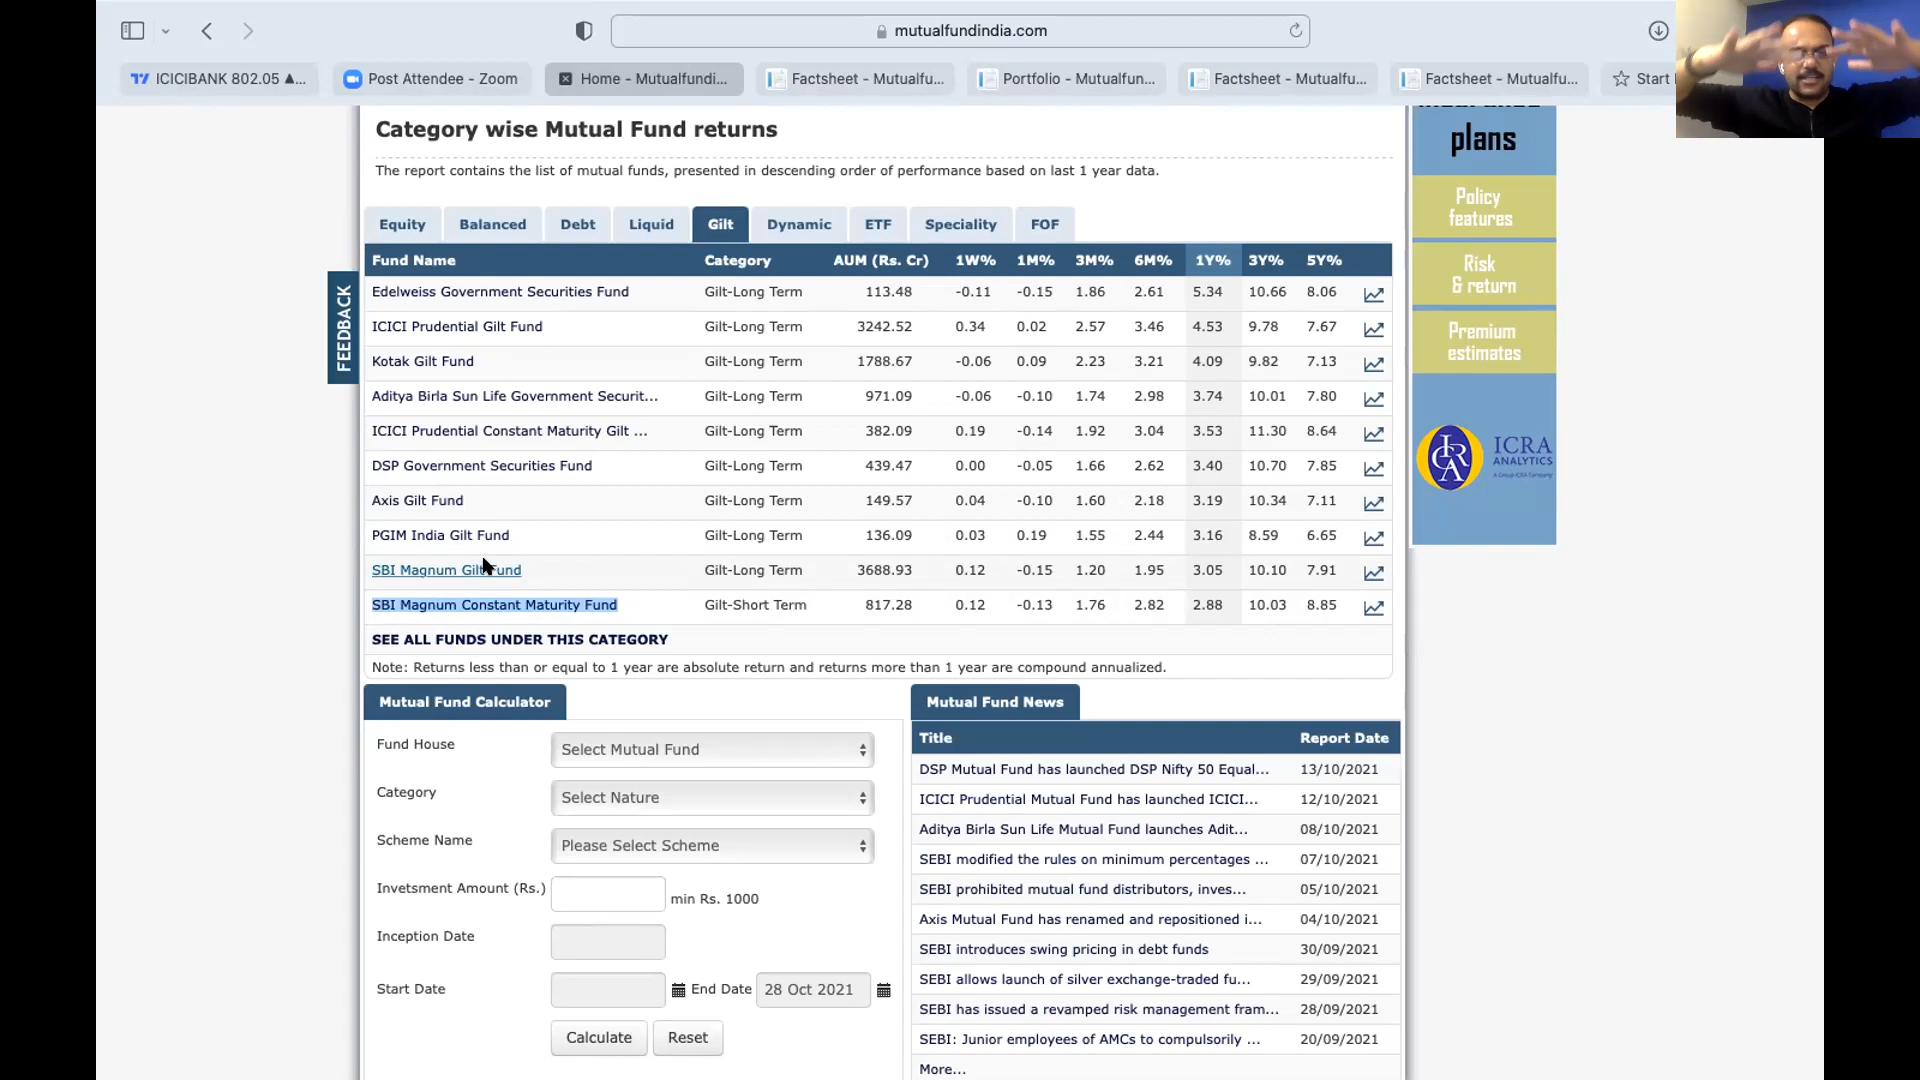 mutualfundindia.com
ICICIBANK 802.05 ▲...
Post Attendee - Zoom
Home - Mutualfundi...
Factsheet - Mutualfu...
Portfolio - Mutualfun...
Factsheet - Mutualfu...
Factsheet - Mutualfu...
Start
Category wise Mutual Fund returns
The report contains the list of mutual funds, presented in descending order of performance based on last 1 year data.
Equity Balanced Debt Liquid Gilt Dynamic ETF Speciality FOF
Fund Name Category AUM (Rs. Cr) 1W% 1M% 3M% 6M% 1Y% 3Y% 5Y%
Edelweiss Government Securities Fund Gilt-Long Term 113.48 -0.11 -0.15 1.86 2.61 5.34 10.66 8.06
ICICI Prudential Gilt Fund Gilt-Long Term 3242.52 0.34 0.02 2.57 3.46 4.53 9.78 7.67
Kotak Gilt Fund Gilt-Long Term 1788.67 -0.06 0.09 2.23 3.21 4.09 9.82 7.13
Aditya Birla Sun Life Government Securit... Gilt-Long Term 971.09 -0.06 -0.10 1.74 2.98 3.74 10.01 7.80
ICICI Prudential Constant Maturity Gilt ... Gilt-Long Term 382.09 0.19 -0.14 1.92 3.04 3.53 11.30 8.64
DSP Government Securities Fund Gilt-Long Term 439.47 0.00 -0.05 1.66 2.62 3.40 10.70 7.85
Axis Gilt Fund Gilt-Long Term 149.57 0.04 -0.10 1.60 2.18 3.19 10.34 7.11
PGIM India Gilt Fund Gilt-Long Term 136.09 0.03 0.19 1.55 2.44 3.16 8.59 6.65
SBI Magnum Gilt Fund Gilt-Long Term 3688.93 0.12 -0.15 1.20 1.95 3.05 10.10 7.91
SBI Magnum Constant Maturity Fund Gilt-Short Term 817.28 0.12 -0.13 1.76 2.82 2.88 10.03 8.85
SEE ALL FUNDS UNDER THIS CATEGORY
Note: Returns less than or equal to 1 year are absolute return and returns more than 1 year are compound annualized.
FEEDBACK
plans
Policy
features
Risk
& return
Premium
estimates
ICRA
ICRA
ANALYTICS
Mutual Fund Calculator
Fund House Select Mutual Fund
Category Select Nature
Scheme Name Please Select Scheme
Invetsment Amount (Rs.) min Rs. 1000
Inception Date
Start Date End Date 28 Oct 2021
Calculate Reset
Mutual Fund News
Title Report Date
DSP Mutual Fund has launched DSP Nifty 50 Equal... 13/10/2021
ICICI Prudential Mutual Fund has launched ICICI... 12/10/2021
Aditya Birla Sun Life Mutual Fund launches Adit... 08/10/2021
SEBI modified the rules on minimum percentages ... 07/10/2021
SEBI prohibited mutual fund distributors, inves... 05/10/2021
Axis Mutual Fund has renamed and repositioned i... 04/10/2021
SEBI introduces swing pricing in debt funds 30/09/2021
SEBI allows launch of silver exchange-traded fu... 29/09/2021
SEBI has issued a revamped risk management fram... 28/09/2021
SEBI: Junior employees of AMCs to compulsorily ... 20/09/2021
More...